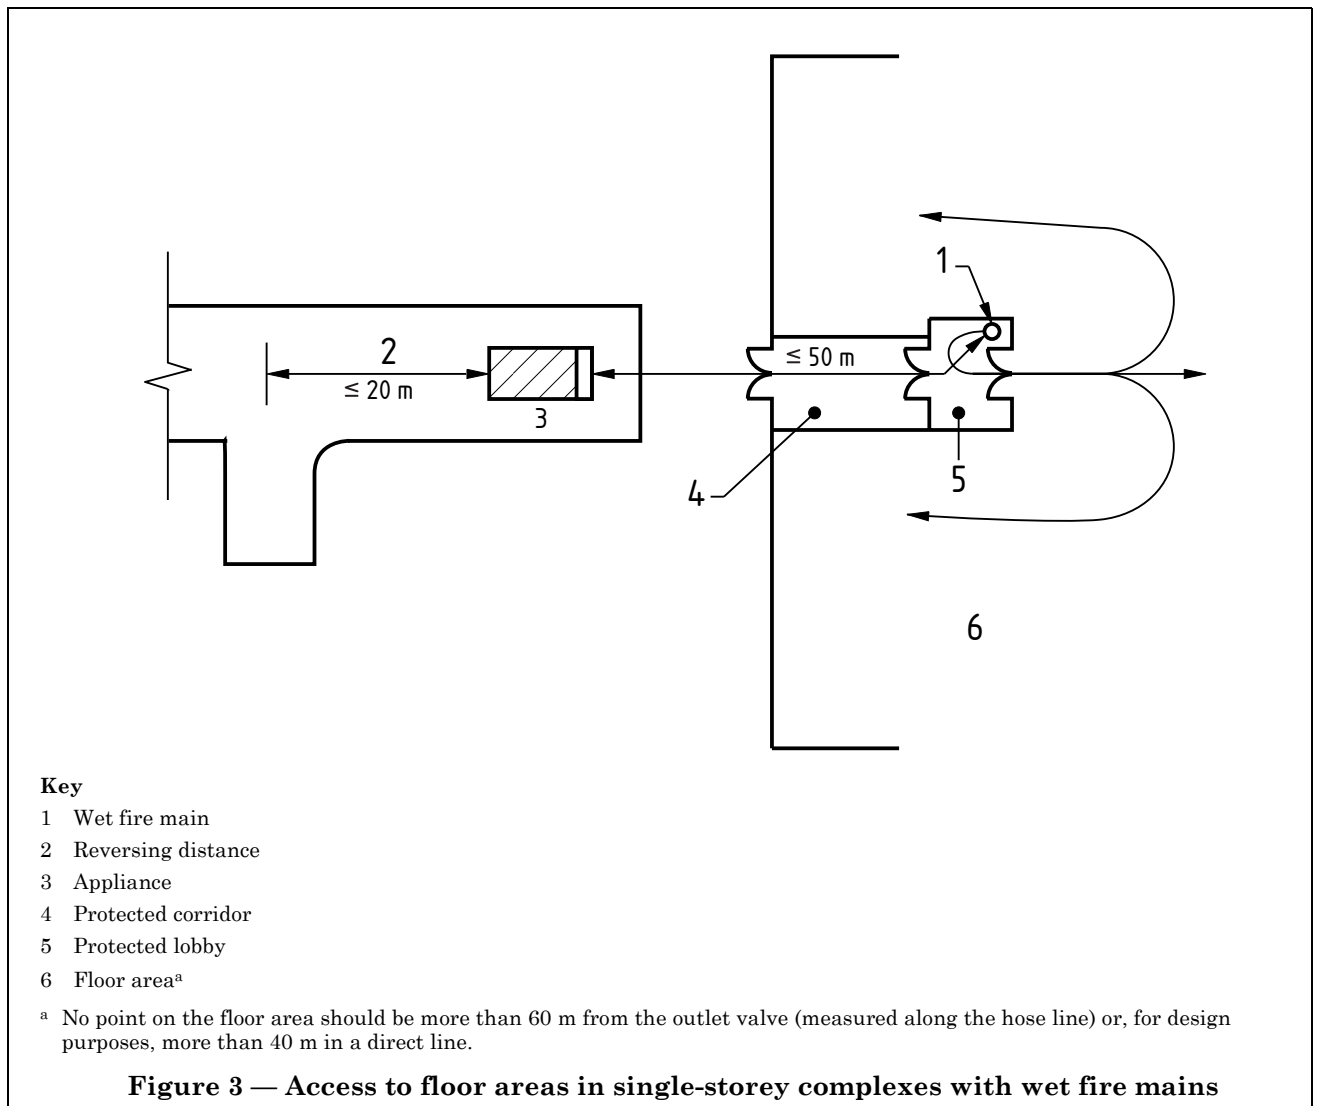 1
2
≤ 50 m
≤ 20 m
3
4
5
6
Key
1 Wet fire main
2 Reversing distance
3 Appliance
4 Protected corridor
5 Protected lobby
6 Floor areaᵃ
ᵃ No point on the floor area should be more than 60 m from the outlet valve (measured along the hose line) or, for design
purposes, more than 40 m in a direct line.
Figure 3 — Access to floor areas in single-storey complexes with wet fire mains